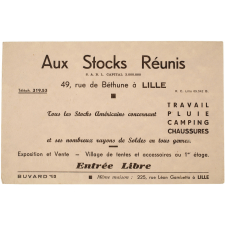 Aux Stocks Réunis
S. A. R. L. CAPITAL
49, rue de Béthune à LILLE
Téléph.
R. C. Lille
Tous les Stocks Américains concernant
TRAVAIL
PLUIE
CAMPING
CHAUSSURES
et ses nombreux rayons de Soldes en tous genres.
Exposition et Vente - Village de tentes et accessoires au 1er étage.
Entrée Libre
BUVARD
Même maison : 225, rue Léon Gambetta à LILLE